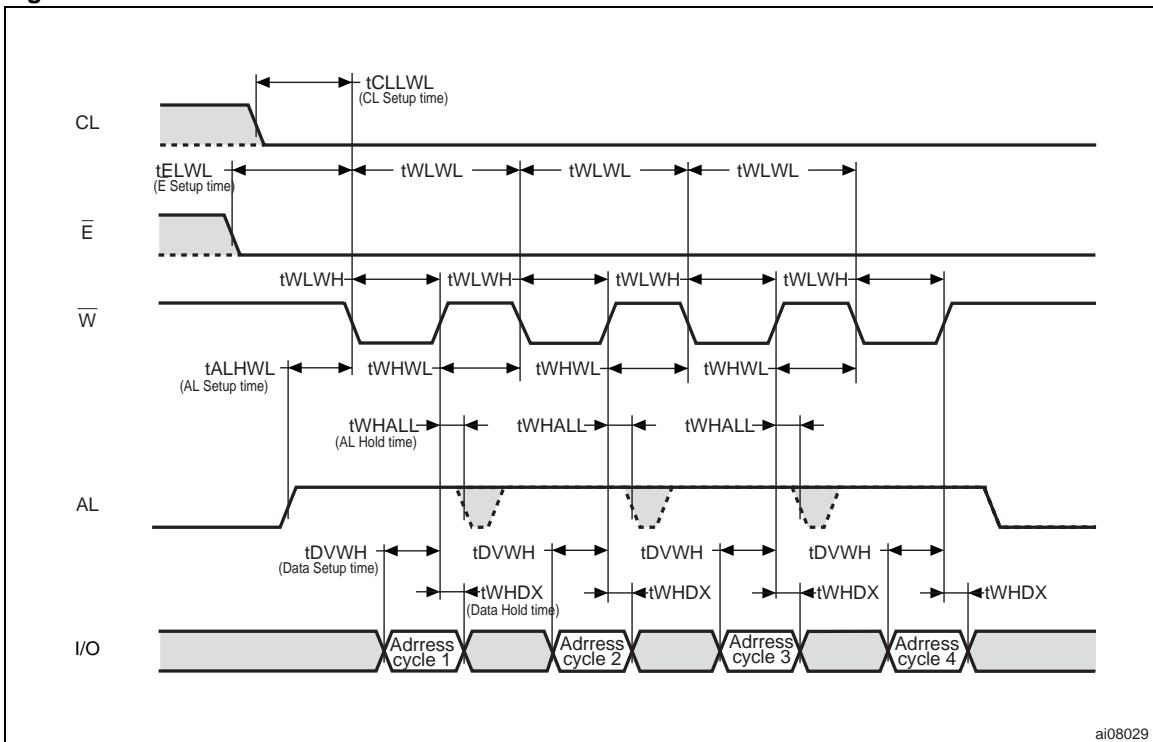 tCLLWL
(CL Setup time)
CL
tELWL
(E Setup time)
tWLWL
tWLWL
tWLWL
E
tWLWH
tWLWH
tWLWH
tWLWH
W
tALHWL
(AL Setup time)
tWHWL
tWHWL
tWHWL
tWHALL
(AL Hold time)
tWHALL
tWHALL
AL
tDVWH
(Data Setup time)
tDVWH
tDVWH
tDVWH
tWHDX
(Data Hold time)
tWHDX
tWHDX
tWHDX
I/O
Adrress
cycle 1
Adrress
cycle 2
Adrress
cycle 3
Adrress
cycle 4
ai08029